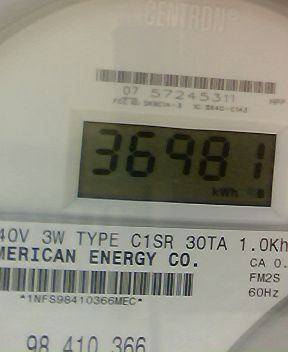 CENTRON®
07 57245311
36981
kWh
40V 3W TYPE C1SR 30TA 1.0Kh
MERICAN ENERGY CO.
CA 0.
FM2S
60Hz
*1NFS98410366MEC*
98 410 366